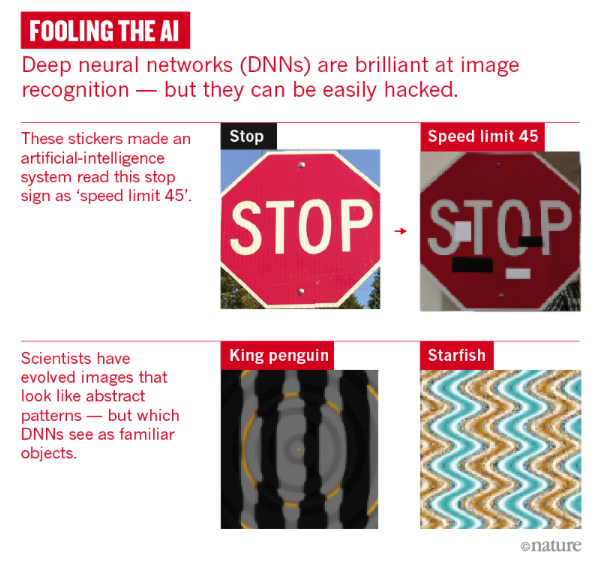 FOOLING THE AI
Deep neural networks (DNNs) are brilliant at image
recognition — but they can be easily hacked.
These stickers made an
artificial-intelligence
system read this stop
sign as ‘speed limit 45’.
Stop
STOP
Speed limit 45
STOP
Scientists have
evolved images that
look like abstract
patterns — but which
DNNs see as familiar
objects.
King penguin
Starfish
©nature